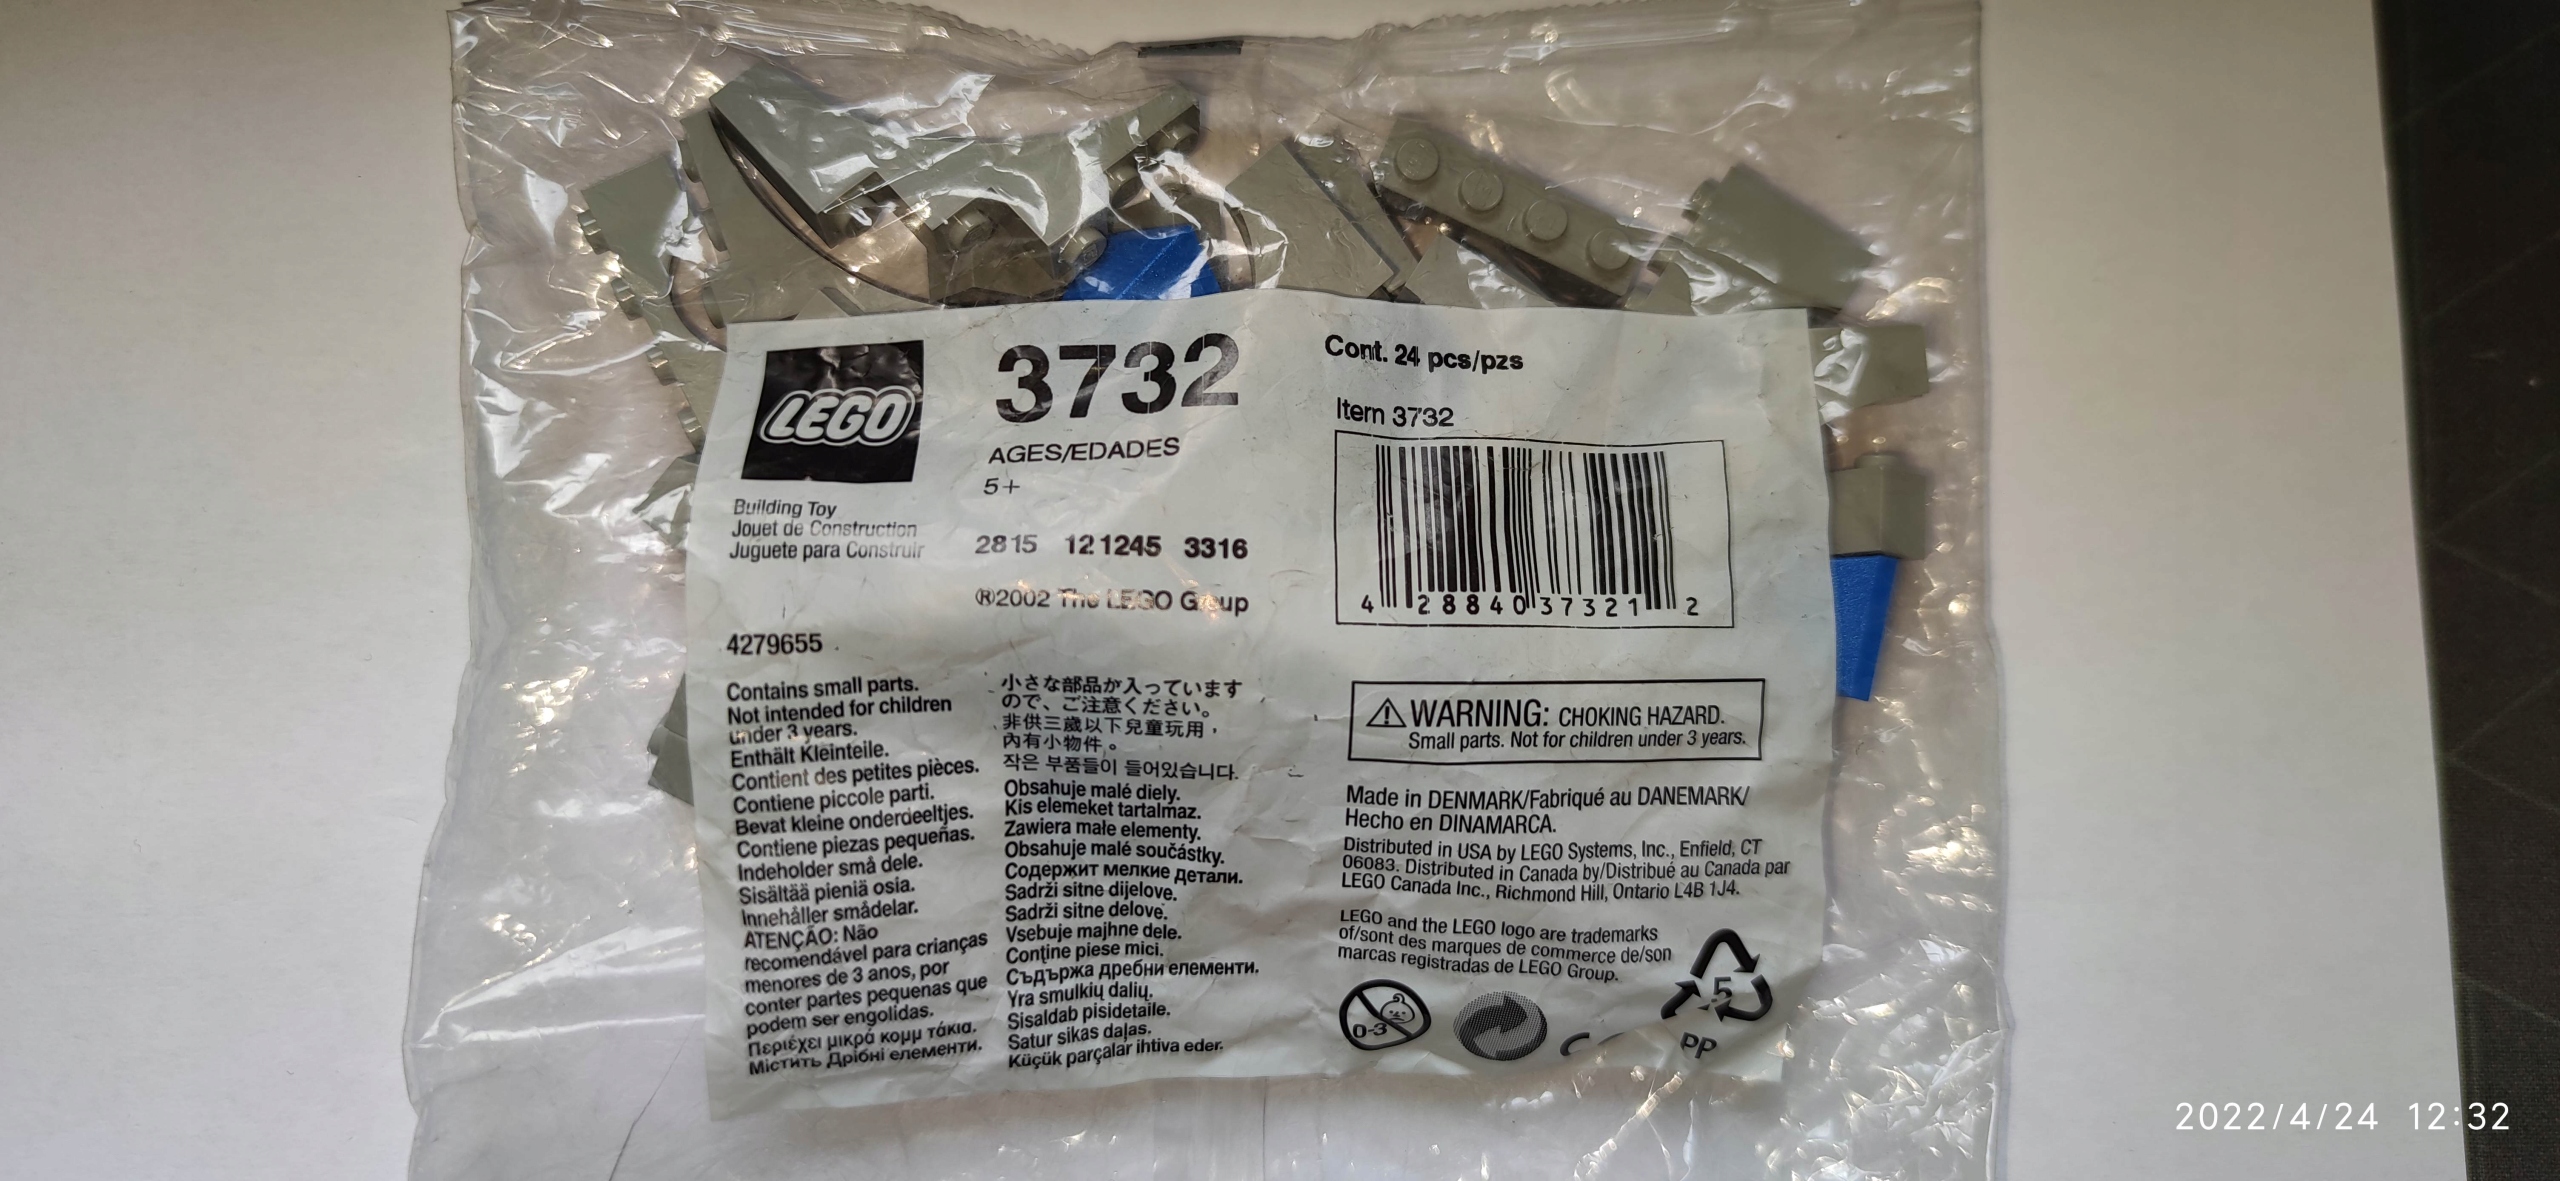 LEGO
3732
AGES/EDADES
5+
Building Toy
Jouet de Construction
Juguete para Construir
2815 121245 3316
®2002 The LEGO Group
4279655
Contains small parts.
Not intended for children
under 3 years.
Enthält Kleinteile.
Contient des petites pièces.
Contiene piccole parti.
Bevat kleine onderdeeltjes.
Contiene piezas pequeñas.
Indeholder små dele.
Sisältää pieniä osia.
Innehåller smådelar.
ATENÇÃO: Não
recomendável para crianças
menores de 3 anos, por
conter partes pequenas que
podem ser engolidas.
Περιέχει μικρά κομμ τάκια.
Містить Дрібні елементи.
小さな部品が入っています
ので、ご注意ください。
非供三歲以下兒童玩用，
內有小物件。
작은 부품들이 들어있습니다.
Obsahuje malé diely.
Kis elemeket tartalmaz.
Zawiera małe elementy.
Obsahuje malé součástky.
Содержит мелкие детали.
Sadrži sitne dijelove.
Sadrži sitne delove.
Vsebuje majhne dele.
Conţine piese mici.
Съдържа дребни елементи.
Yra smulkių dalių.
Sisaldab pisidetaile.
Satur sikas daļas.
Küçük parçalar ihtiva eder.
Cont. 24 pcs/pzs
Item 3732
4 28840 37321 2
WARNING: CHOKING HAZARD.
Small parts. Not for children under 3 years.
Made in DENMARK/Fabriqué au DANEMARK/
Hecho en DINAMARCA.
Distributed in USA by LEGO Systems, Inc., Enfield, CT
06083. Distributed in Canada by/Distribué au Canada par
LEGO Canada Inc., Richmond Hill, Ontario L4B 1J4.
LEGO and the LEGO logo are trademarks
of/sont des marques de commerce de/son
marcas registradas de LEGO Group.
0-3
5
PP
2022/4/24 12:32